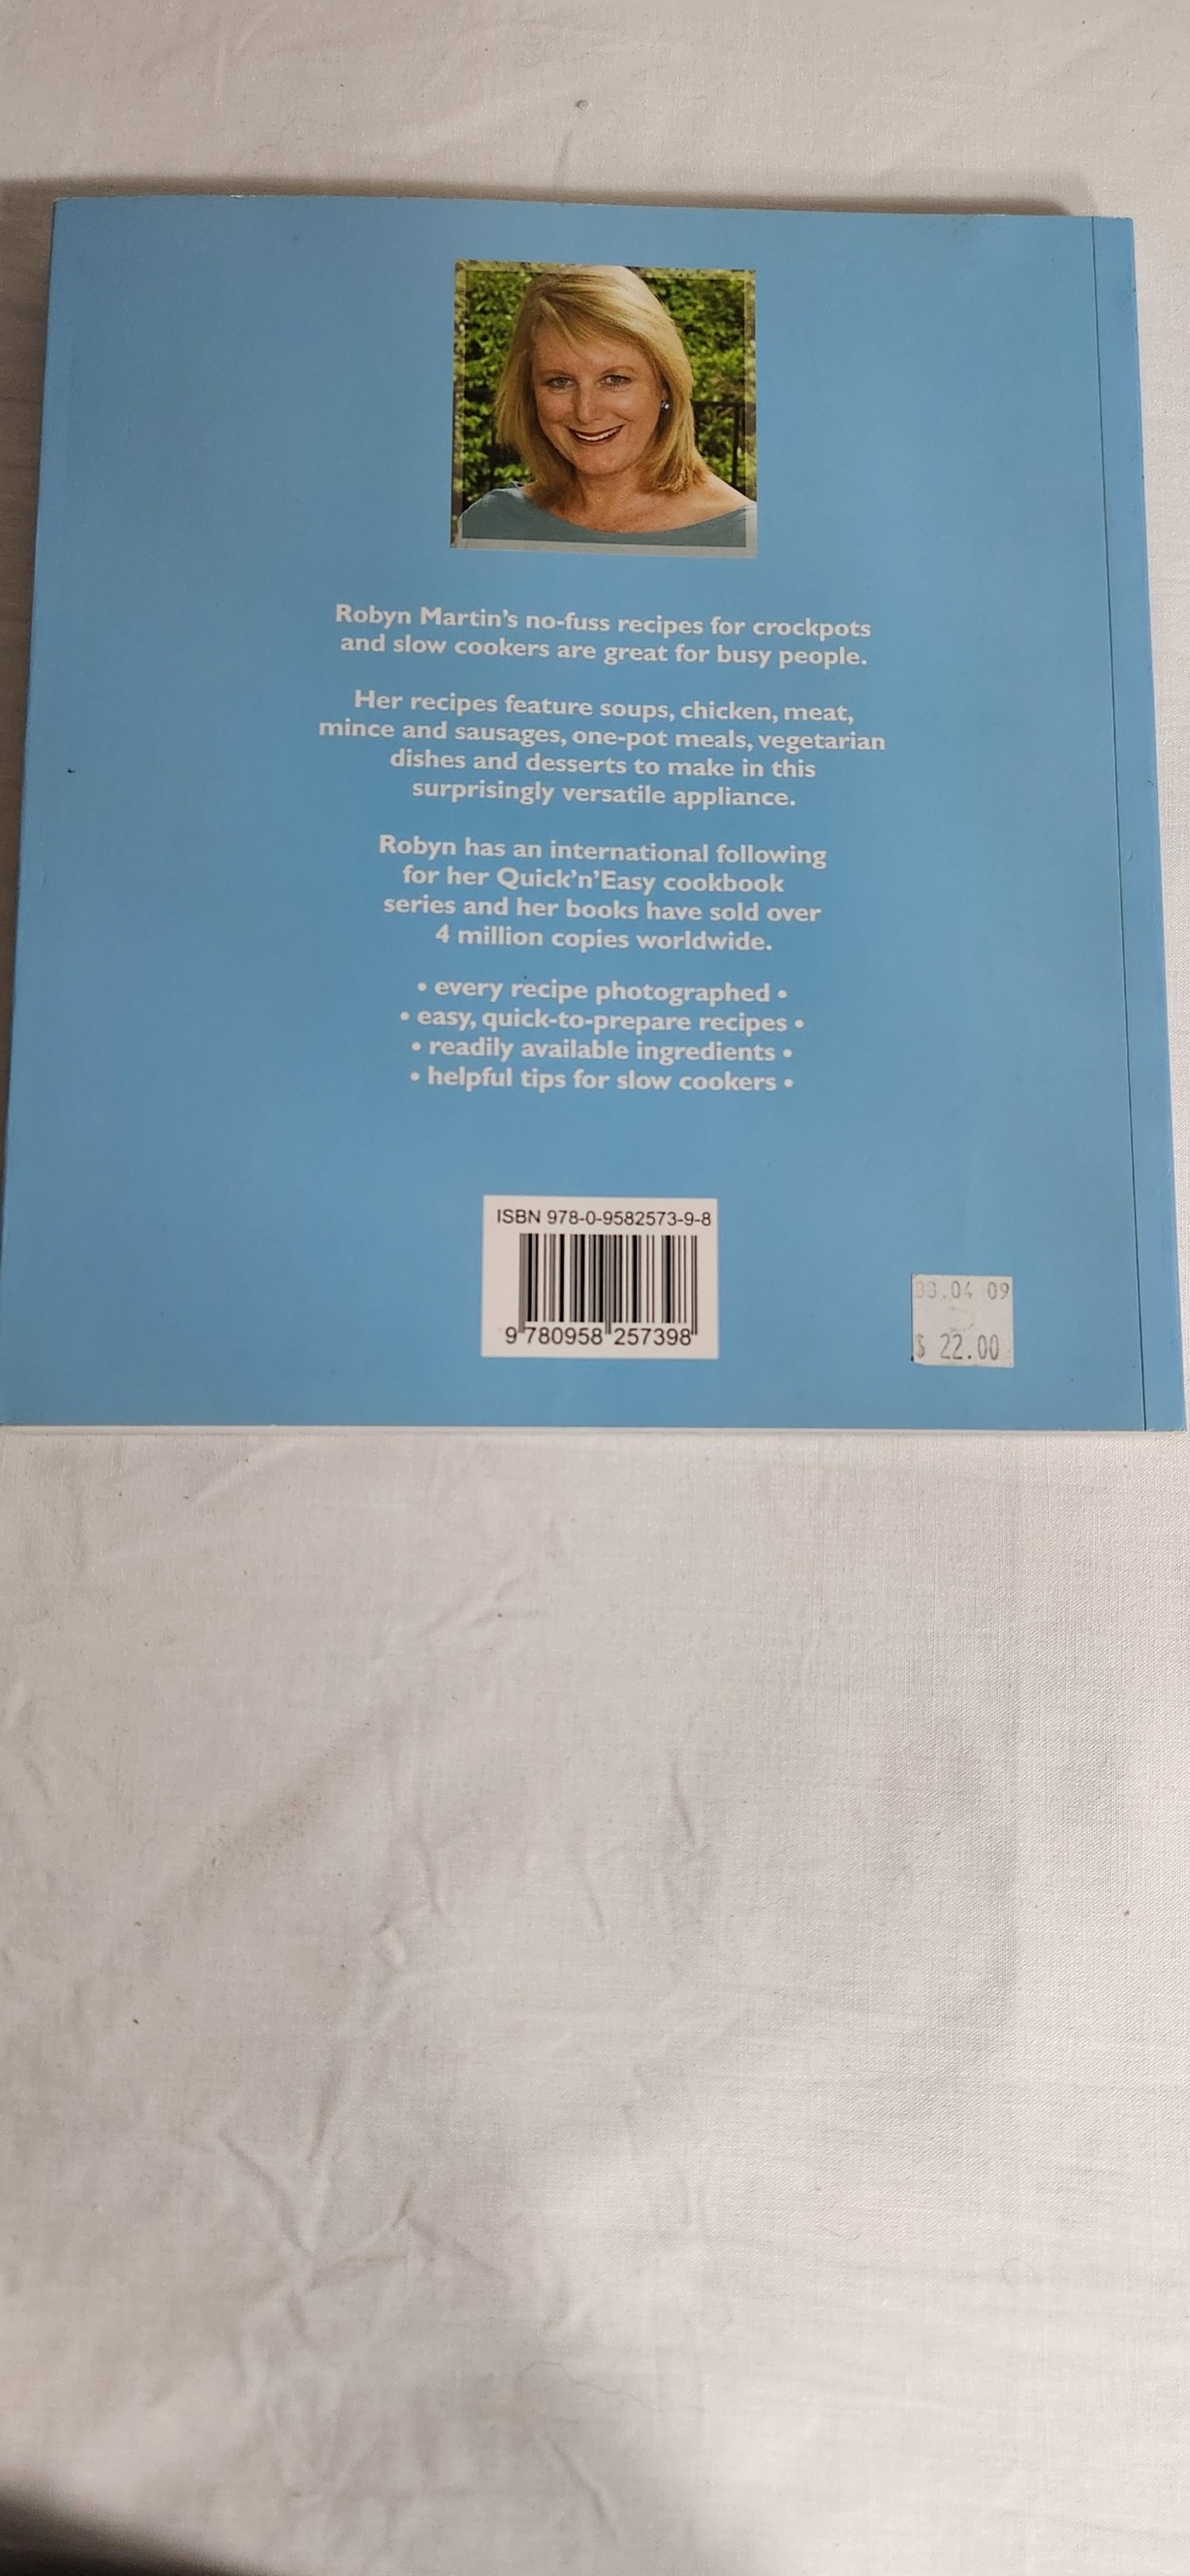 Robyn Martin's no-fuss recipes for crockpots
and slow cookers are great for busy people.
Her recipes feature soups, chicken, meat,
mince and sausages, one-pot meals, vegetarian
dishes and desserts to make in this
surprisingly versatile appliance.
Robyn has an international following
for her Quick'n'Easy cookbook
series and her books have sold over
4 million copies worldwide.
• every recipe photographed •
• easy, quick-to-prepare recipes •
• readily available ingredients •
• helpful tips for slow cookers •
ISBN 978-0-9582573-9-8
9 780958 257398
.04 09
$ 22.00